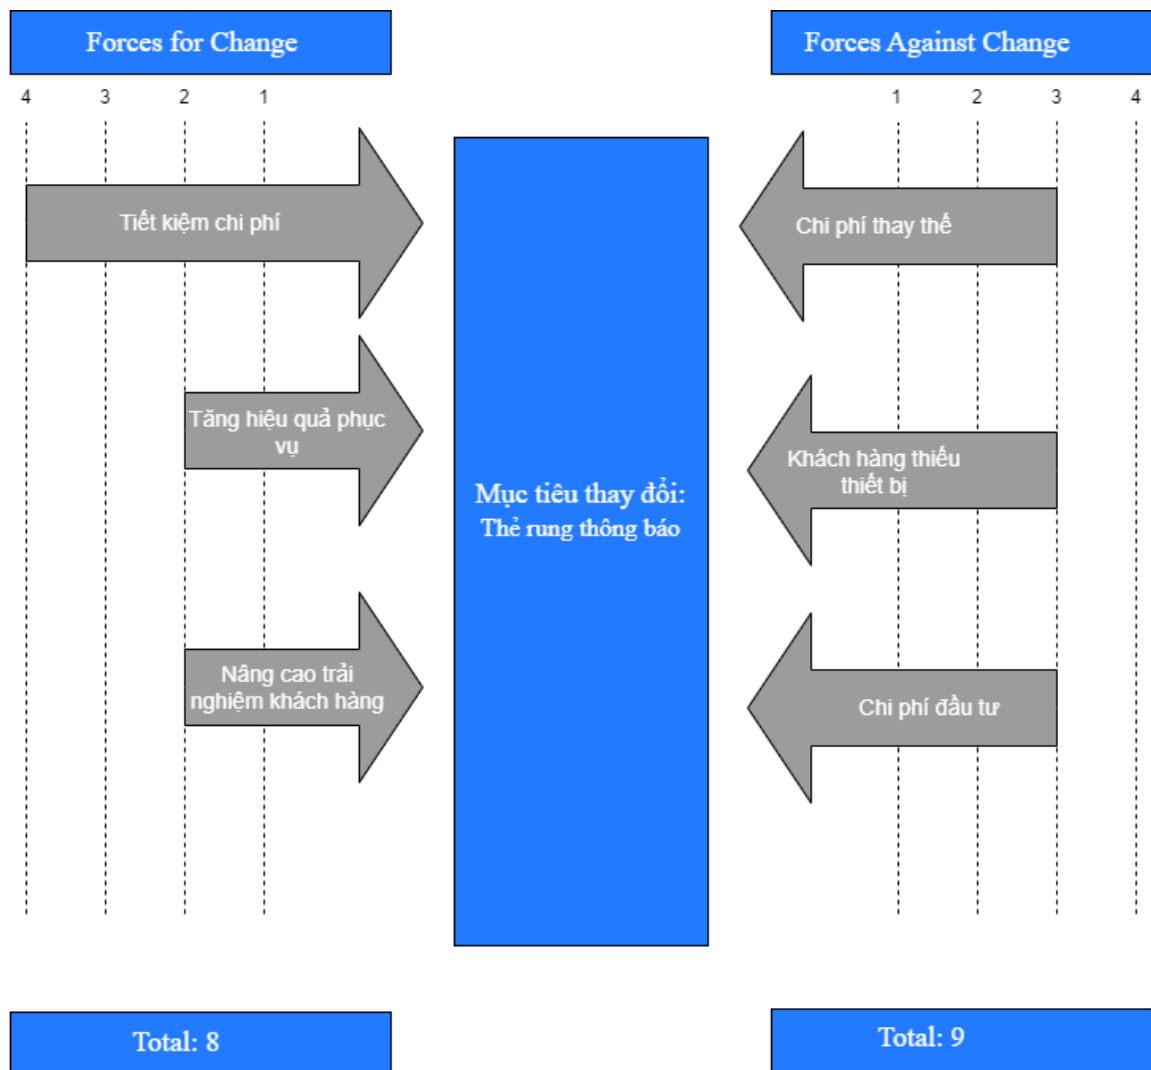 Forces for Change
Forces Against Change
4 3 2 1
1 2 3 4
Tiết kiệm chi phí
Chi phí thay thế
Tăng hiệu quả phục
vụ
Khách hàng thiếu
thiết bị
Mục tiêu thay đổi:
Thẻ rung thông báo
Nâng cao trải
nghiệm khách hàng
Chi phí đầu tư
Total: 8
Total: 9